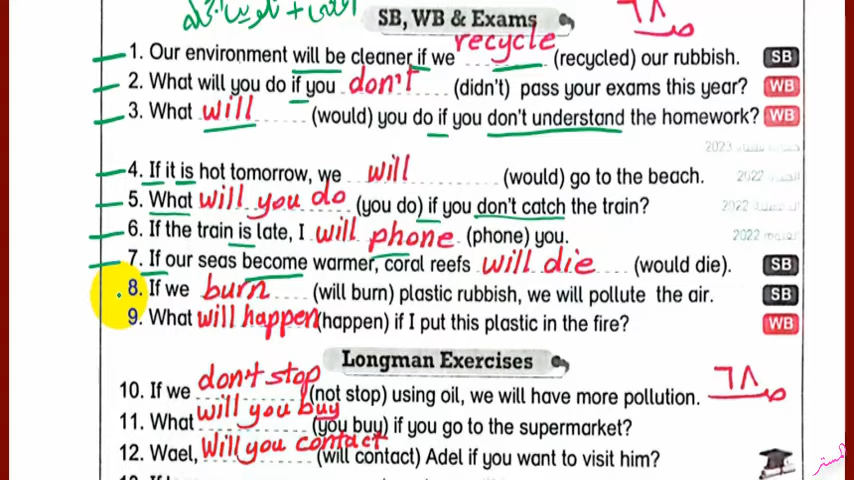 SB, WB & Exams
ص ٦٨
1. Our environment will be cleaner if we recycle (recycled) our rubbish. SB
2. What will you do if you don't (didn't) pass your exams this year? WB
3. What will (would) you do if you don't understand the homework? WB
2023
4. If it is hot tomorrow, we will (would) go to the beach. 2022
5. What will you do (you do) if you don't catch the train? 2022
6. If the train is late, I will phone (phone) you. 2022
7. If our seas become warmer, coral reefs will die (would die). SB
8. If we burn (will burn) plastic rubbish, we will pollute the air. SB
9. What will happen (happen) if I put this plastic in the fire? WB
Longman Exercises
ص ٦٨
10. If we don't stop (not stop) using oil, we will have more pollution.
11. What will you buy (you buy) if you go to the supermarket?
12. Wael, Will you contact (will contact) Adel if you want to visit him?